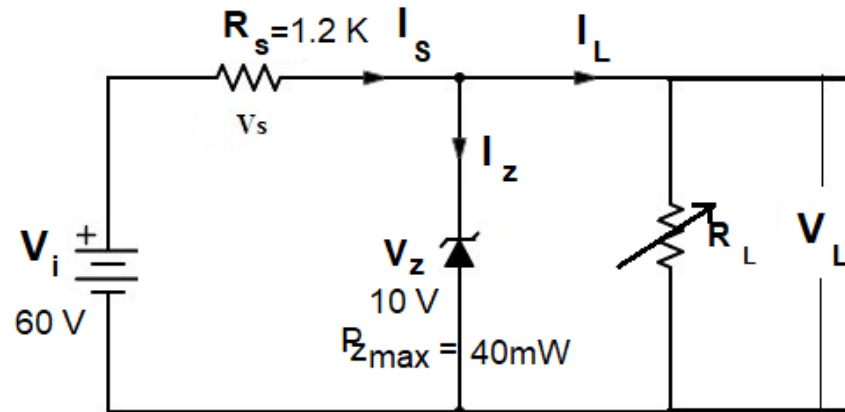 Rs=1.2 K
IS
IL
Vs
Iz
Vi
+
60 V
Vz
10 V
RL
VL
Pzmax = 40mW